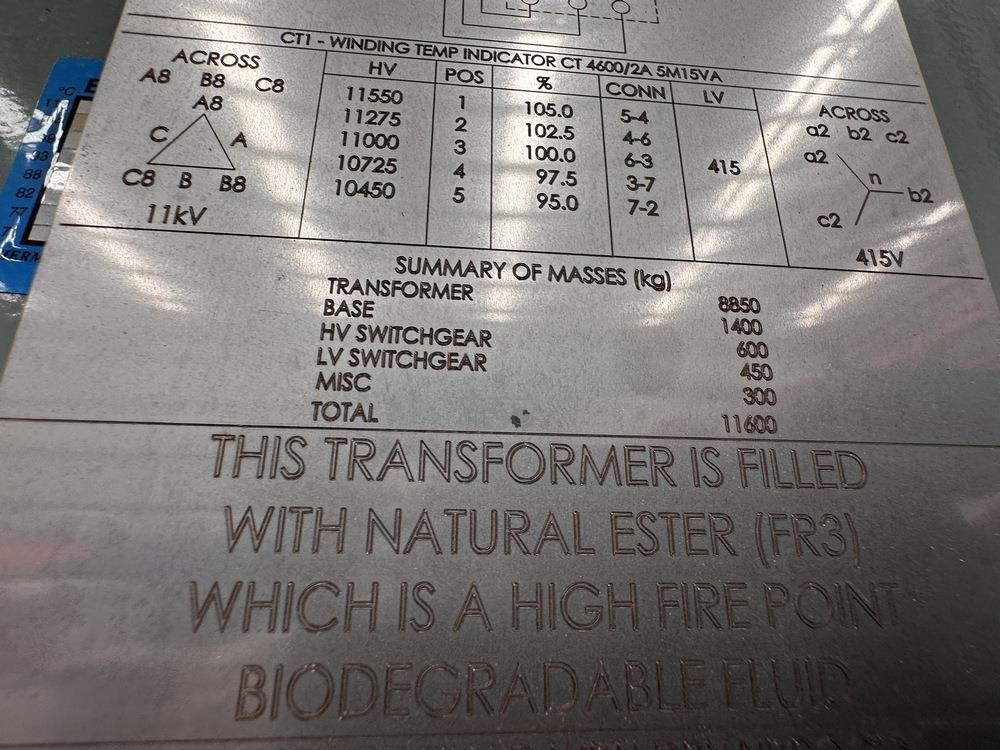 CT1 - WINDING TEMP INDICATOR CT 4600/2A 5M15VA
ACROSS
A8 B8 C8
A8
C A
C8 B B8
11kV
HV POS % CONN LV
11550 1 105.0 5-4
11275 2 102.5 4-6
11000 3 100.0 6-3 415
10725 4 97.5 3-7
10450 5 95.0 7-2
ACROSS
a2 b2 c2
a2
n
b2
c2
415V
°C
88
82
77
SUMMARY OF MASSES (kg)
TRANSFORMER 8850
BASE 1400
HV SWITCHGEAR 600
LV SWITCHGEAR 450
MISC 300
TOTAL 11600
THIS TRANSFORMER IS FILLED
WITH NATURAL ESTER (FR3)
WHICH IS A HIGH FIRE POINT
BIODEGRADABLE FLUID